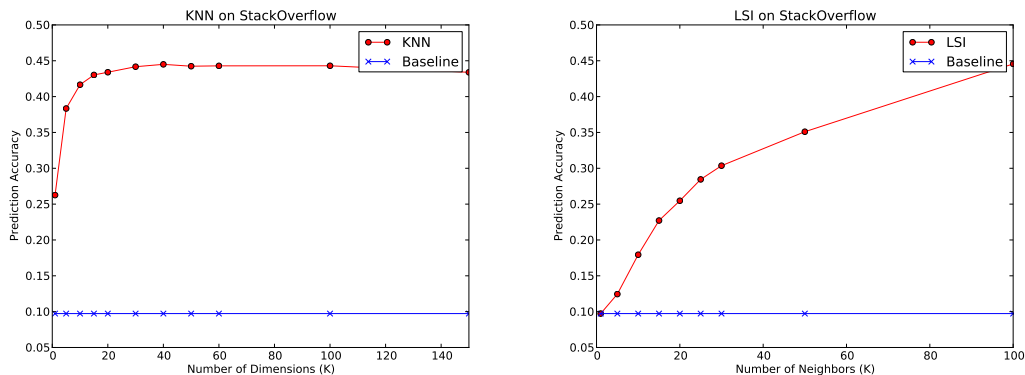 KNN on StackOverflow
0.50
0.45
0.40
0.35
0.30
0.25
0.20
0.15
0.10
0.05
Prediction Accuracy
KNN
Baseline
0 20 40 60 80 100 120 140
Number of Dimensions (K)
LSI on StackOverflow
0.50
0.45
0.40
0.35
0.30
0.25
0.20
0.15
0.10
0.05
Prediction Accuracy
LSI
Baseline
0 20 40 60 80 100
Number of Neighbors (K)